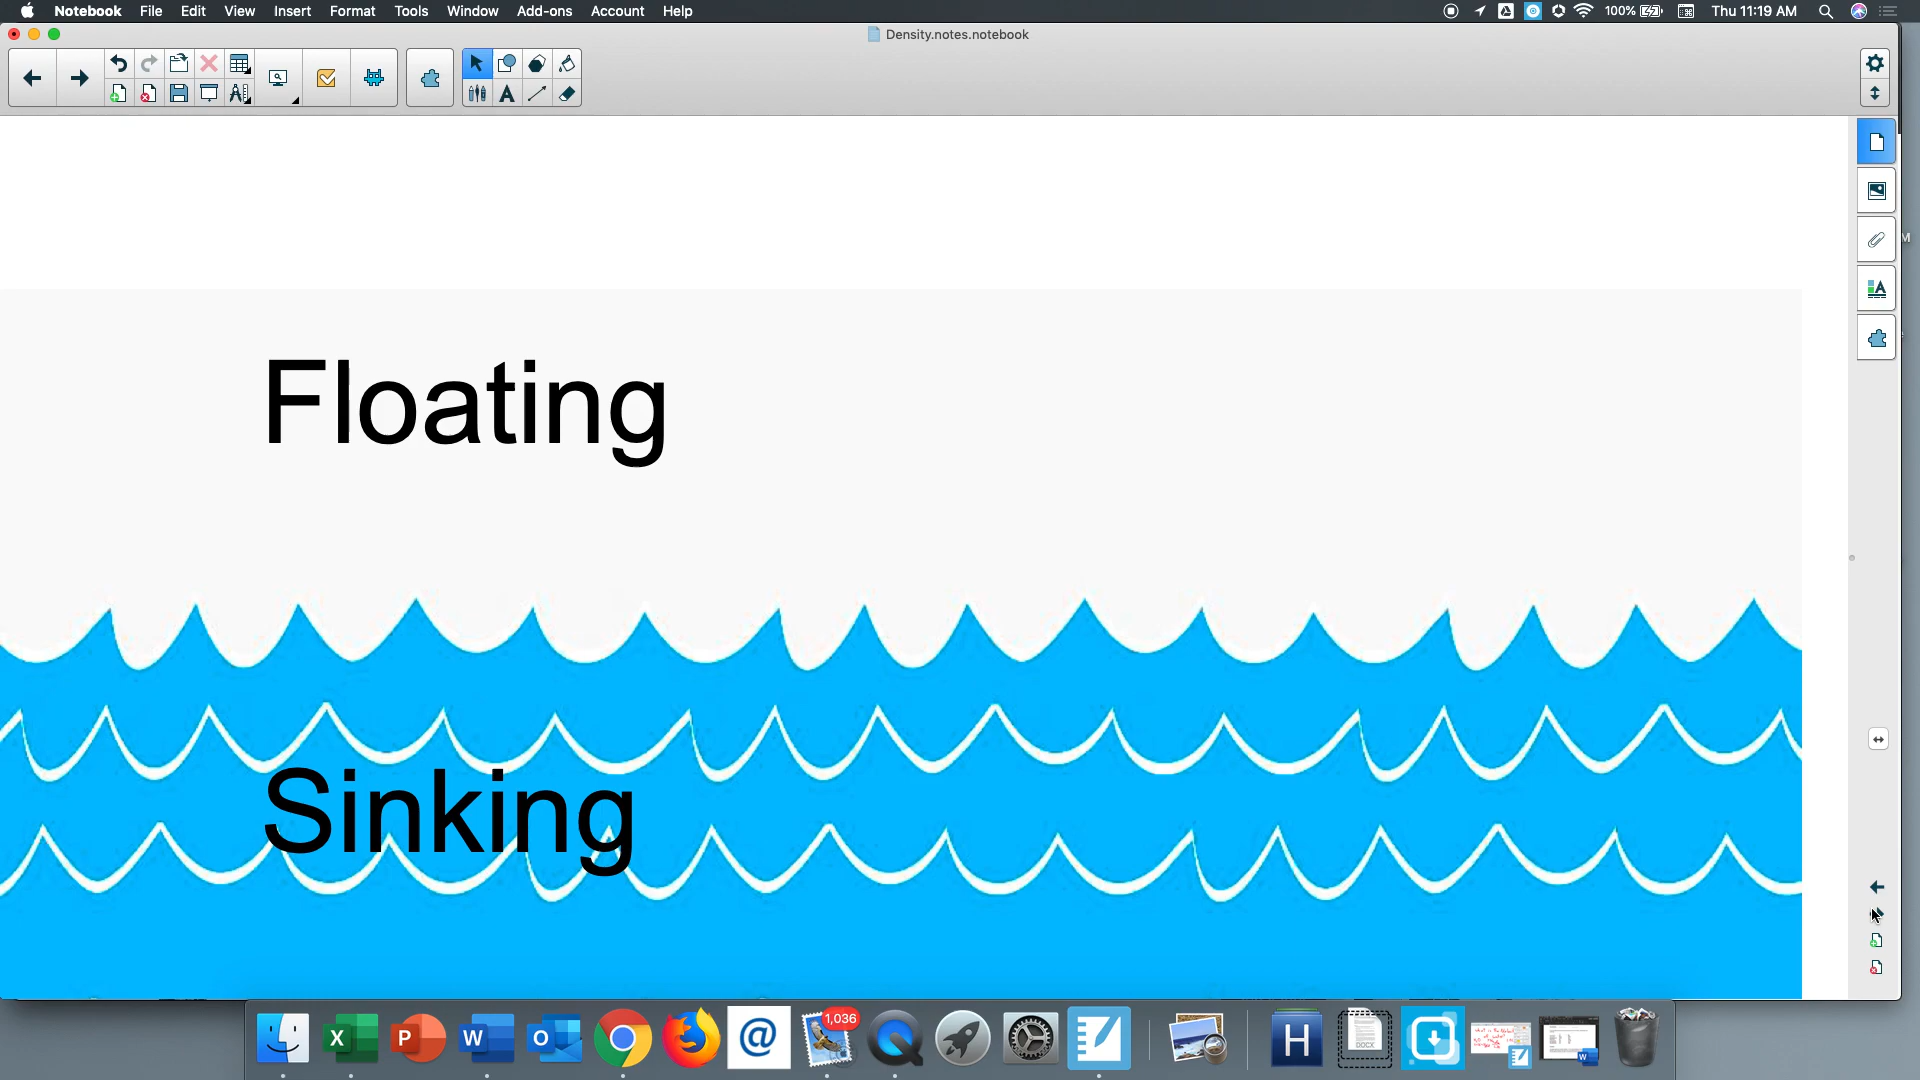 Notebook File Edit View Insert Format Tools Window Add-ons Account Help 100% Thu 11:19 AM
Density.notes.notebook
A
A
M
Floating
Sinking
1,036
X P W O @ H DOCX